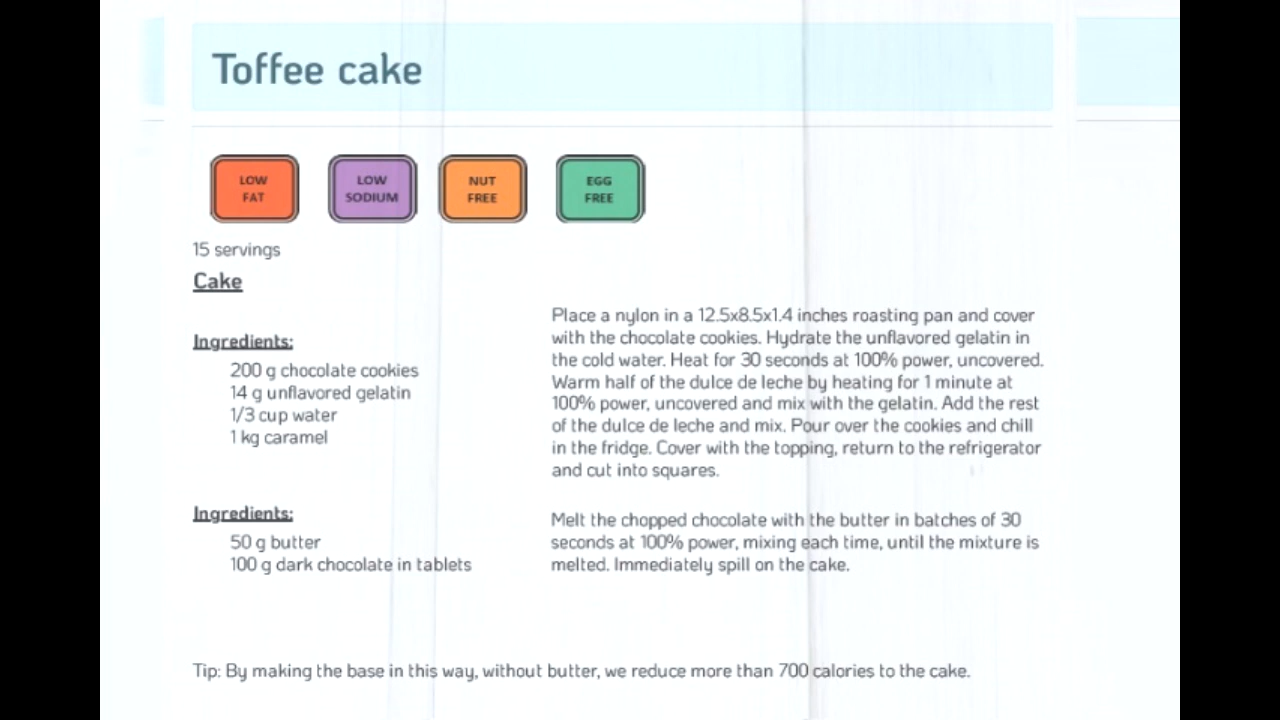 Toffee cake
LOW
FAT
LOW
SODIUM
NUT
FREE
EGG
FREE
15 servings
Cake
Ingredients:
200 g chocolate cookies
14 g unflavored gelatin
1/3 cup water
1 kg caramel
Place a nylon in a 12.5x8.5x1.4 inches roasting pan and cover
with the chocolate cookies. Hydrate the unflavored gelatin in
the cold water. Heat for 30 seconds at 100% power, uncovered.
Warm half of the dulce de leche by heating for 1 minute at
100% power, uncovered and mix with the gelatin. Add the rest
of the dulce de leche and mix. Pour over the cookies and chill
in the fridge. Cover with the topping, return to the refrigerator
and cut into squares.
Ingredients:
50 g butter
100 g dark chocolate in tablets
Melt the chopped chocolate with the butter in batches of 30
seconds at 100% power, mixing each time, until the mixture is
melted. Immediately spill on the cake.
Tip: By making the base in this way, without butter, we reduce more than 700 calories to the cake.